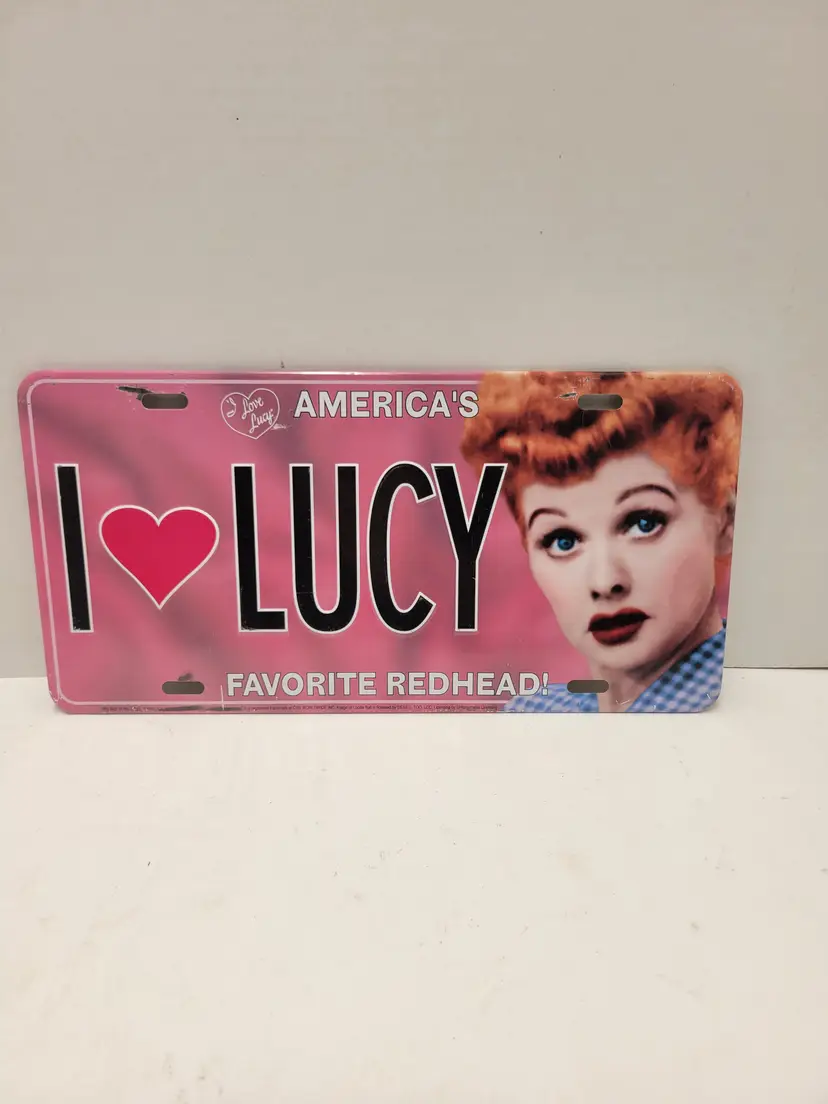 I Love
Lucy
AMERICA'S
I ❤ LUCY
FAVORITE REDHEAD!